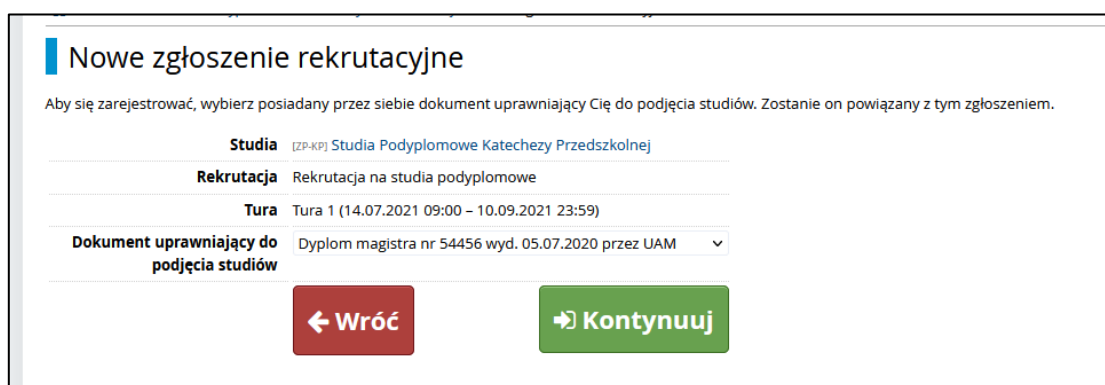 Nowe zgłoszenie rekrutacyjne
Aby się zarejestrować, wybierz posiadany przez siebie dokument uprawniający Cię do podjęcia studiów. Zostanie on powiązany z tym zgłoszeniem.
Studia [ZP-KP] Studia Podyplomowe Katechezy Przedszkolnej
Rekrutacja Rekrutacja na studia podyplomowe
Tura Tura 1 (14.07.2021 09:00 – 10.09.2021 23:59)
Dokument uprawniający do podjęcia studiów Dyplom magistra nr 54456 wyd. 05.07.2020 przez UAM
Wróć Kontynuuj